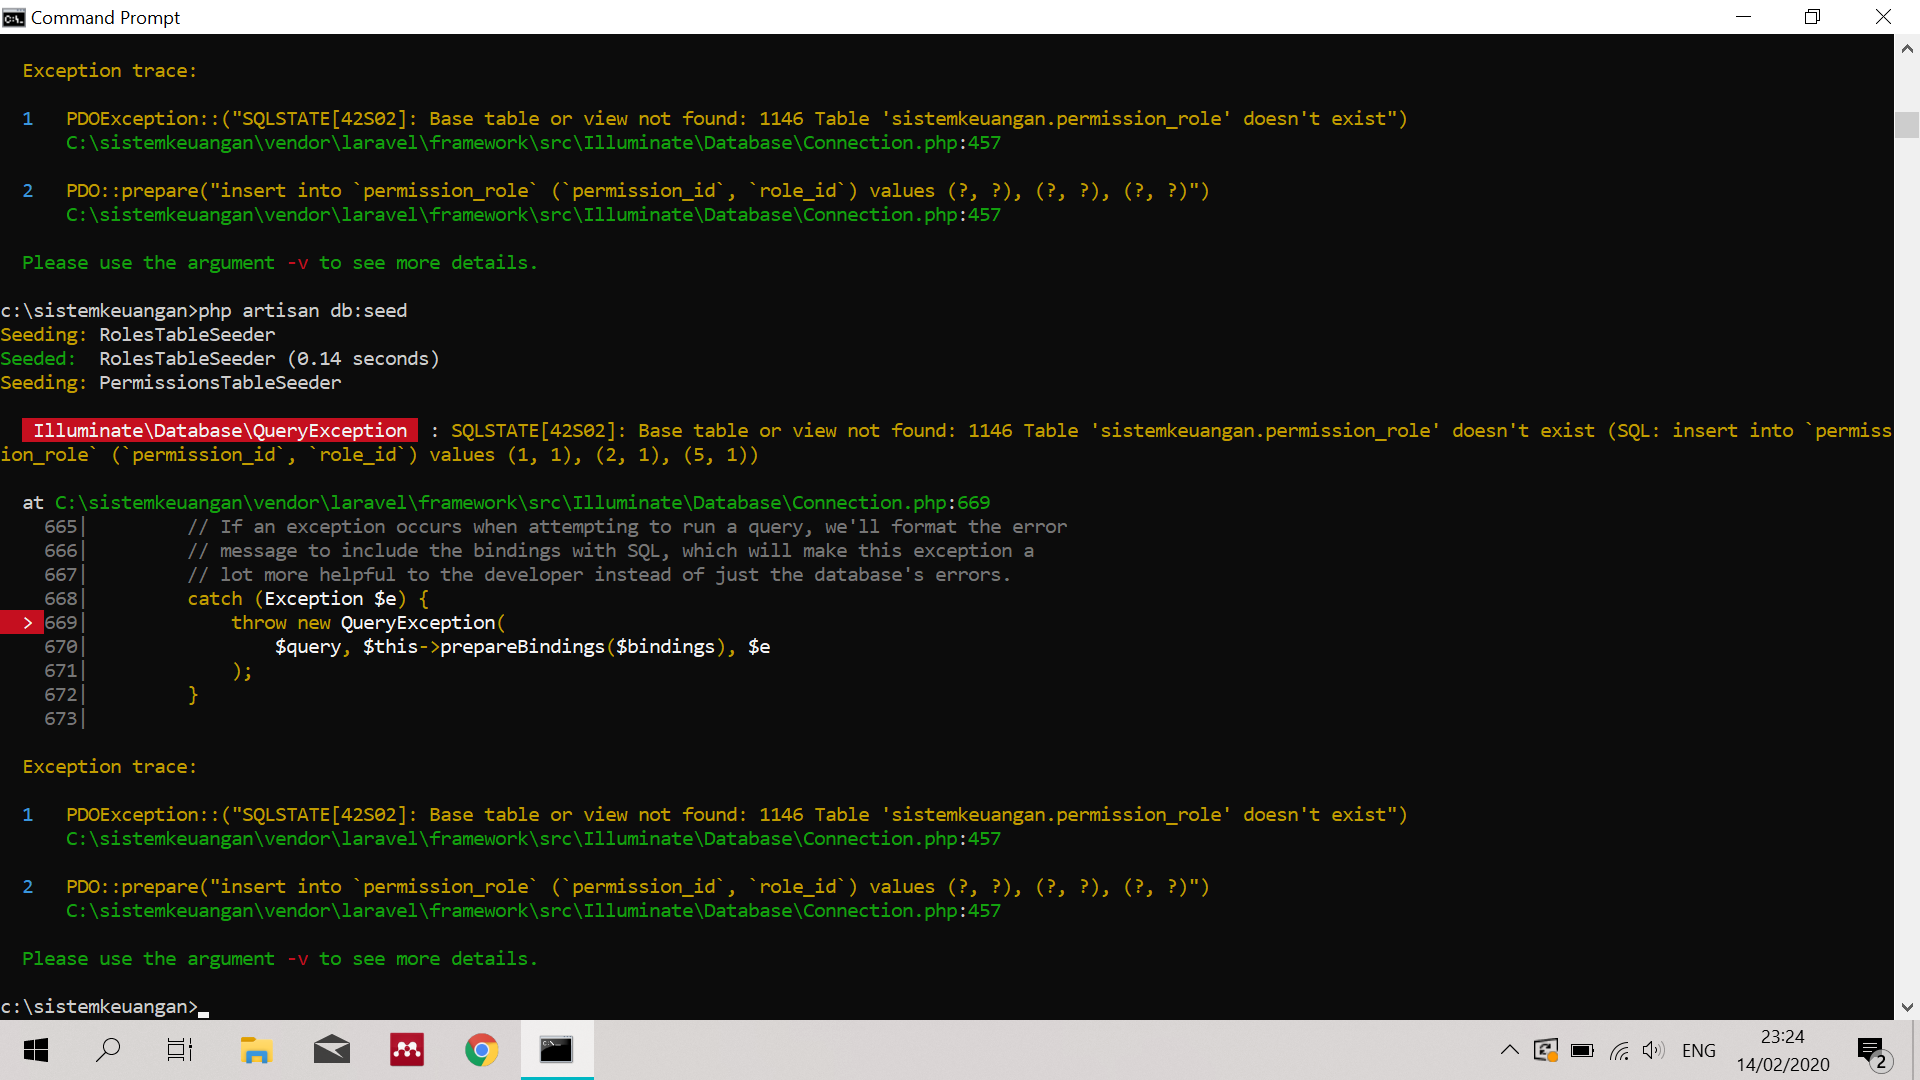 Command Prompt
Exception trace:
1 PDOException::("SQLSTATE[42S02]: Base table or view not found: 1146 Table 'sistemkeuangan.permission_role' doesn't exist")
C:\sistemkeuangan\vendor\laravel\framework\src\Illuminate\Database\Connection.php:457
2 PDO::prepare("insert into `permission_role` (`permission_id`, `role_id`) values (?, ?), (?, ?), (?, ?)")
C:\sistemkeuangan\vendor\laravel\framework\src\Illuminate\Database\Connection.php:457
Please use the argument -v to see more details.
c:\sistemkeuangan>php artisan db:seed
Seeding: RolesTableSeeder
Seeded:  RolesTableSeeder (0.14 seconds)
Seeding: PermissionsTableSeeder
Illuminate\Database\QueryException : SQLSTATE[42S02]: Base table or view not found: 1146 Table 'sistemkeuangan.permission_role' doesn't exist (SQL: insert into `permiss
ion_role` (`permission_id`, `role_id`) values (1, 1), (2, 1), (5, 1))
at C:\sistemkeuangan\vendor\laravel\framework\src\Illuminate\Database\Connection.php:669
665| // If an exception occurs when attempting to run a query, we'll format the error
666| // message to include the bindings with SQL, which will make this exception a
667| // lot more helpful to the developer instead of just the database's errors.
668| catch (Exception $e) {
> 669| throw new QueryException(
670| $query, $this->prepareBindings($bindings), $e
671| );
672| }
673|
Exception trace:
1 PDOException::("SQLSTATE[42S02]: Base table or view not found: 1146 Table 'sistemkeuangan.permission_role' doesn't exist")
C:\sistemkeuangan\vendor\laravel\framework\src\Illuminate\Database\Connection.php:457
2 PDO::prepare("insert into `permission_role` (`permission_id`, `role_id`) values (?, ?), (?, ?), (?, ?)")
C:\sistemkeuangan\vendor\laravel\framework\src\Illuminate\Database\Connection.php:457
Please use the argument -v to see more details.
c:\sistemkeuangan>
ENG
23:24
14/02/2020
2